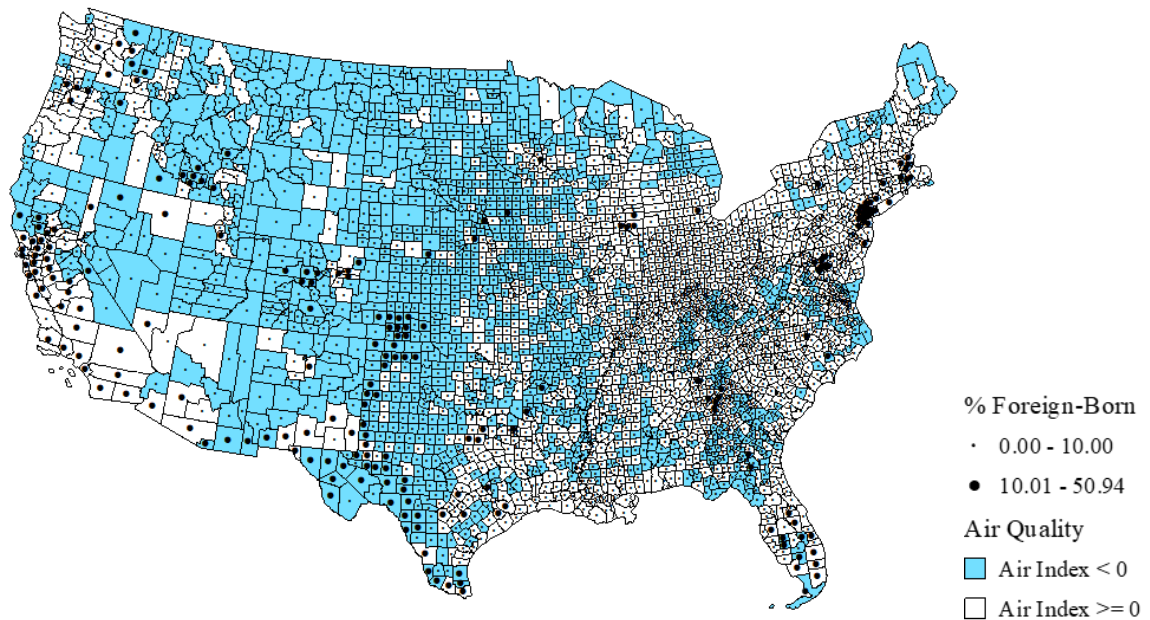 % Foreign-Born
0.00 - 10.00
10.01 - 50.94
Air Quality
Air Index < 0
Air Index >= 0